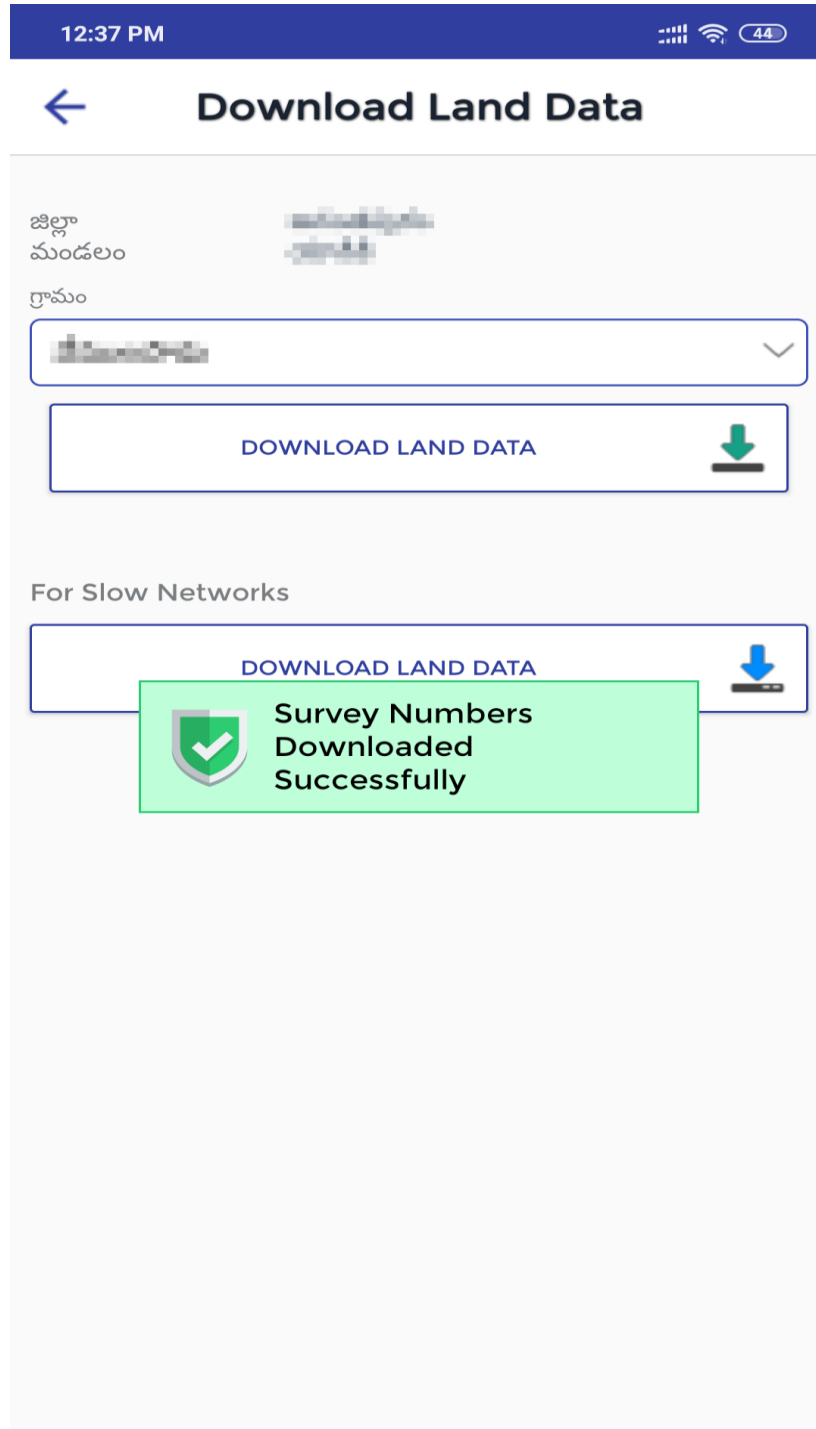 12:37 PM
44
Download Land Data
జిల్లా
మండలం
గ్రామం
DOWNLOAD LAND DATA
For Slow Networks
DOWNLOAD LAND DATA
Survey Numbers
Downloaded
Successfully